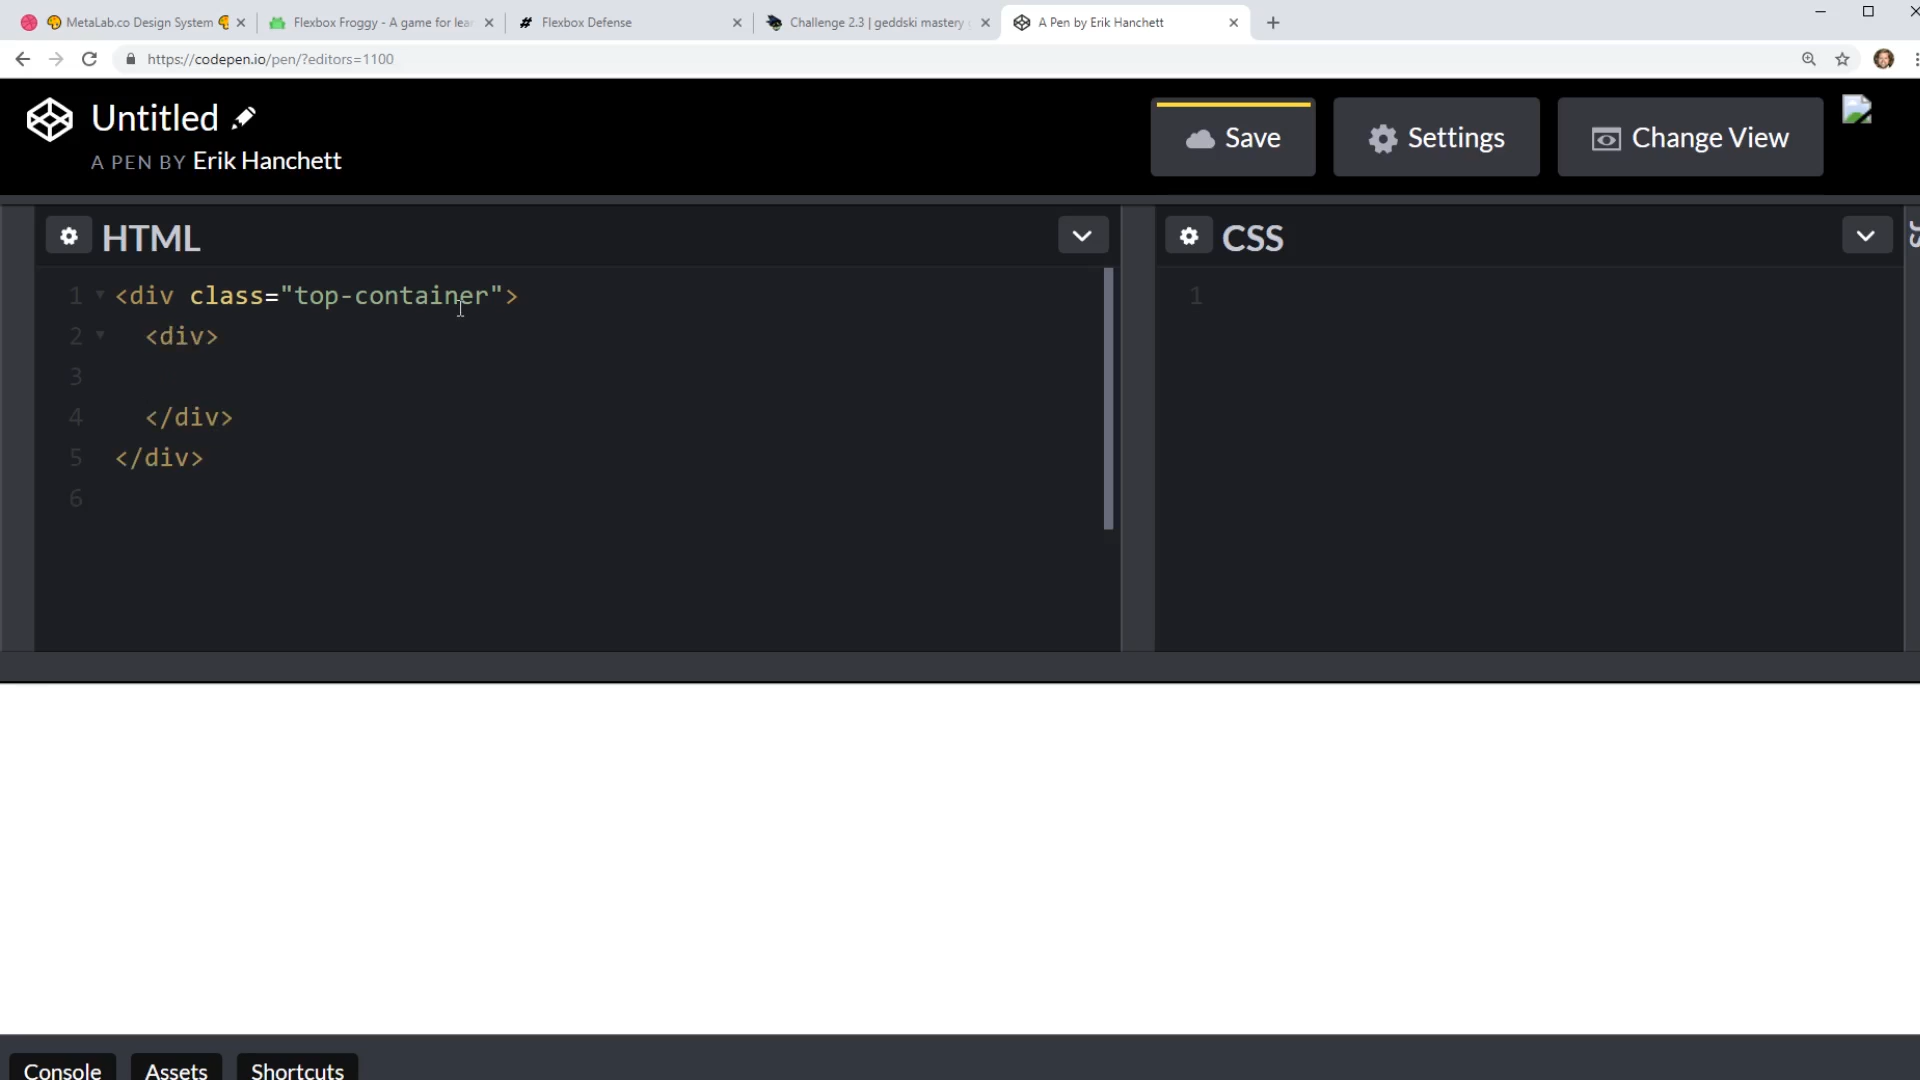 MetaLab.co Design System
Flexbox Froggy - A game for lea
Flexbox Defense
Challenge 2.3 | geddski mastery
A Pen by Erik Hanchett
https://codepen.io/pen/?editors=1100
Untitled
A PEN BY Erik Hanchett
Save
Settings
Change View
HTML
CSS
1 <div class="top-container">
2 <div>
3
4 </div>
5 </div>
6
1
Console
Assets
Shortcuts